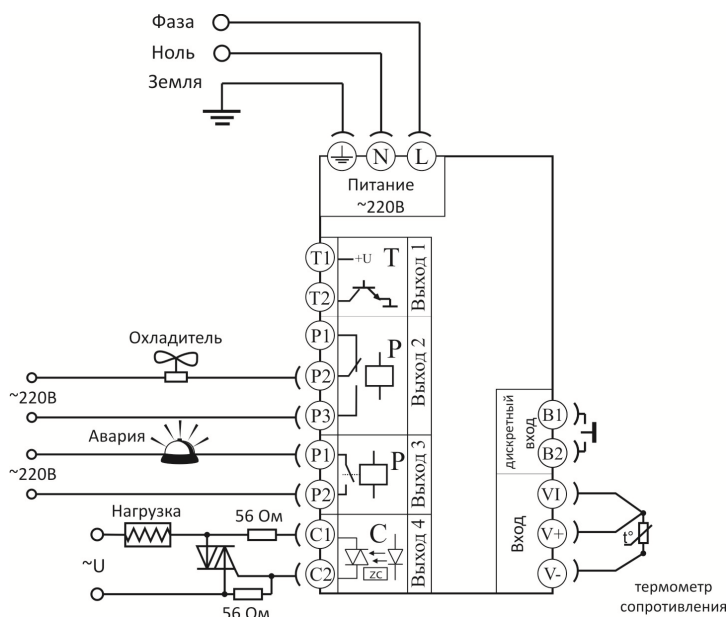 Фаза
Ноль
Земля
N
L
Питание
~220В
T1
+U
T
T2
Выход 1
P1
P2
P3
P
Выход 2
P1
P2
P
Выход 3
C1
C2
C
zc
Выход 4
Охладитель
~220В
Авария
~220В
Нагрузка
56 Ом
~U
56 Ом
дискретный
вход
B1
B2
Вход
VI
V+
V-
t°
термометр
сопротивления